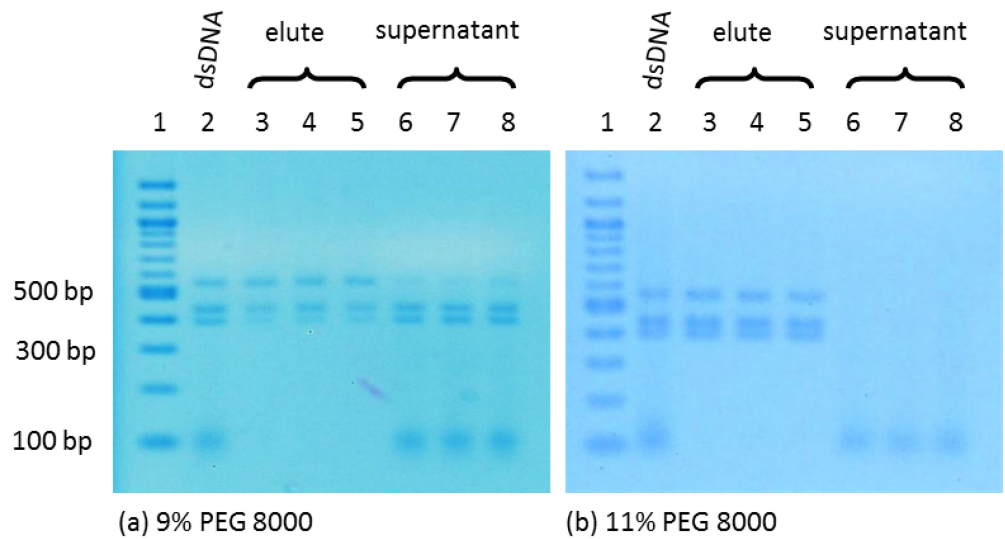 dsDNA elute supernatant dsDNA elute supernatant
1 2 3 4 5 6 7 8 1 2 3 4 5 6 7 8
500 bp
300 bp
100 bp
(a) 9% PEG 8000 (b) 11% PEG 8000